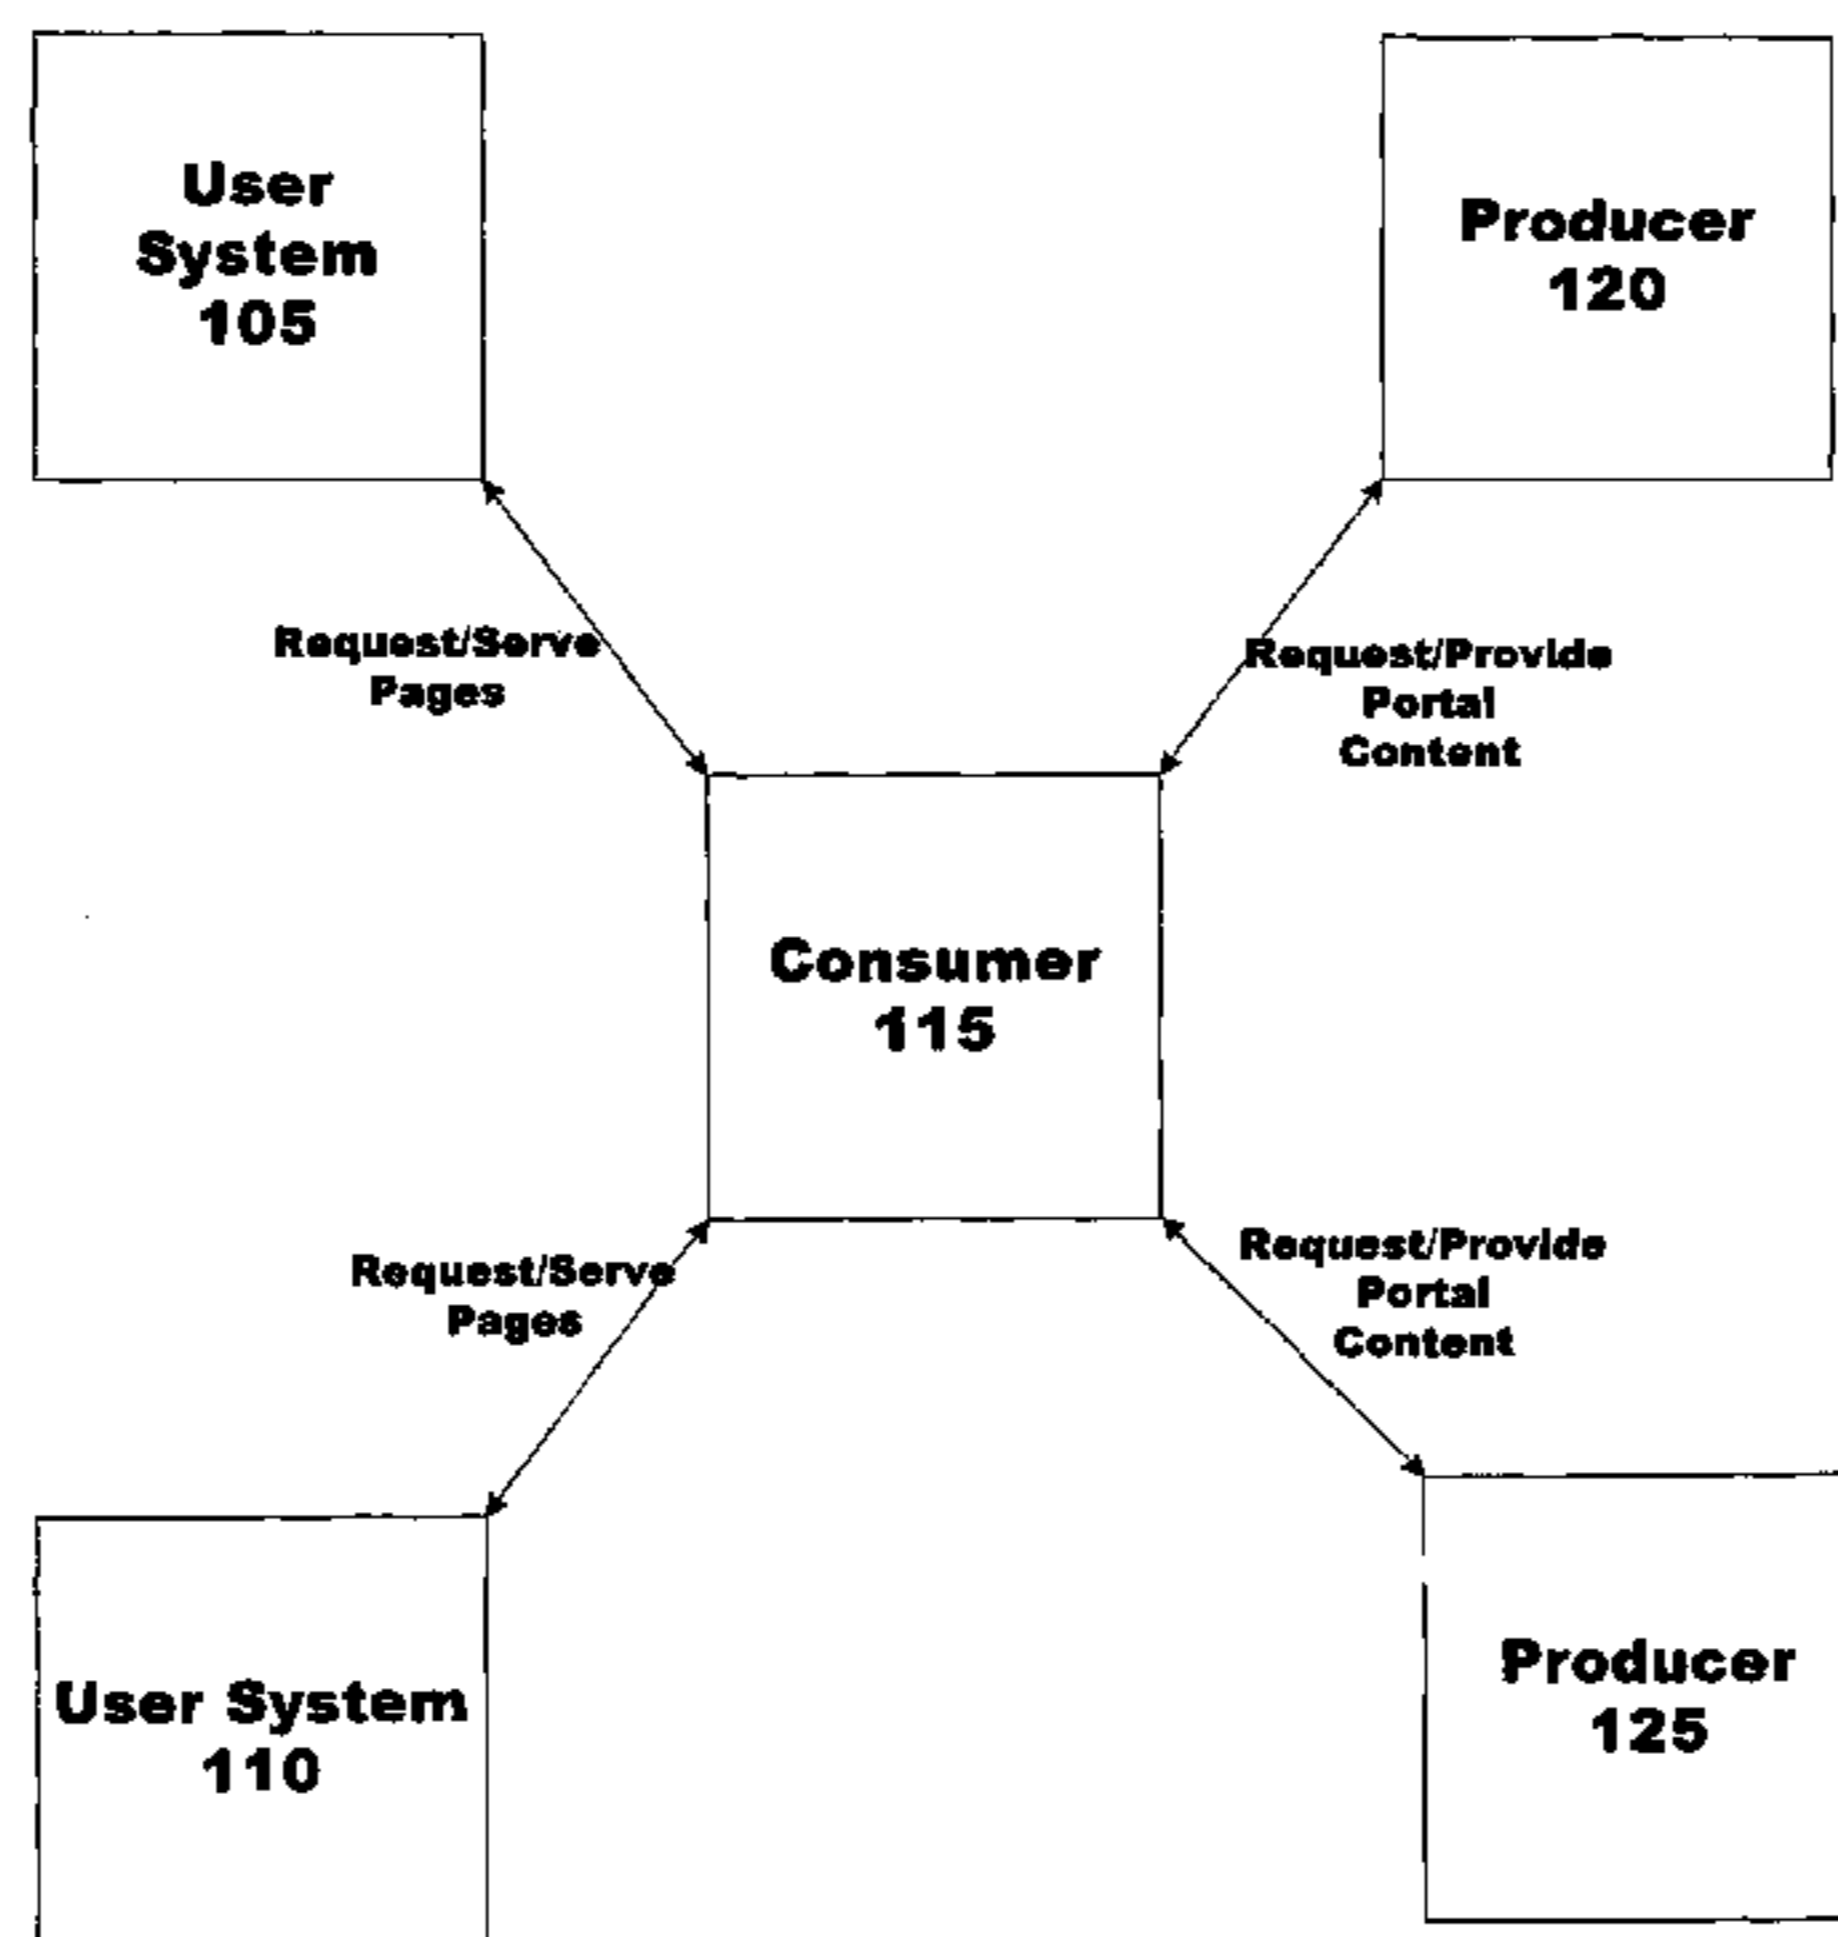 User
System
105
Producer
120
Request/Serve
Pages
Request/Provide
Portal
Content
Consumer
115
Request/Serve
Pages
Request/Provide
Portal
Content
User System
110
Producer
125